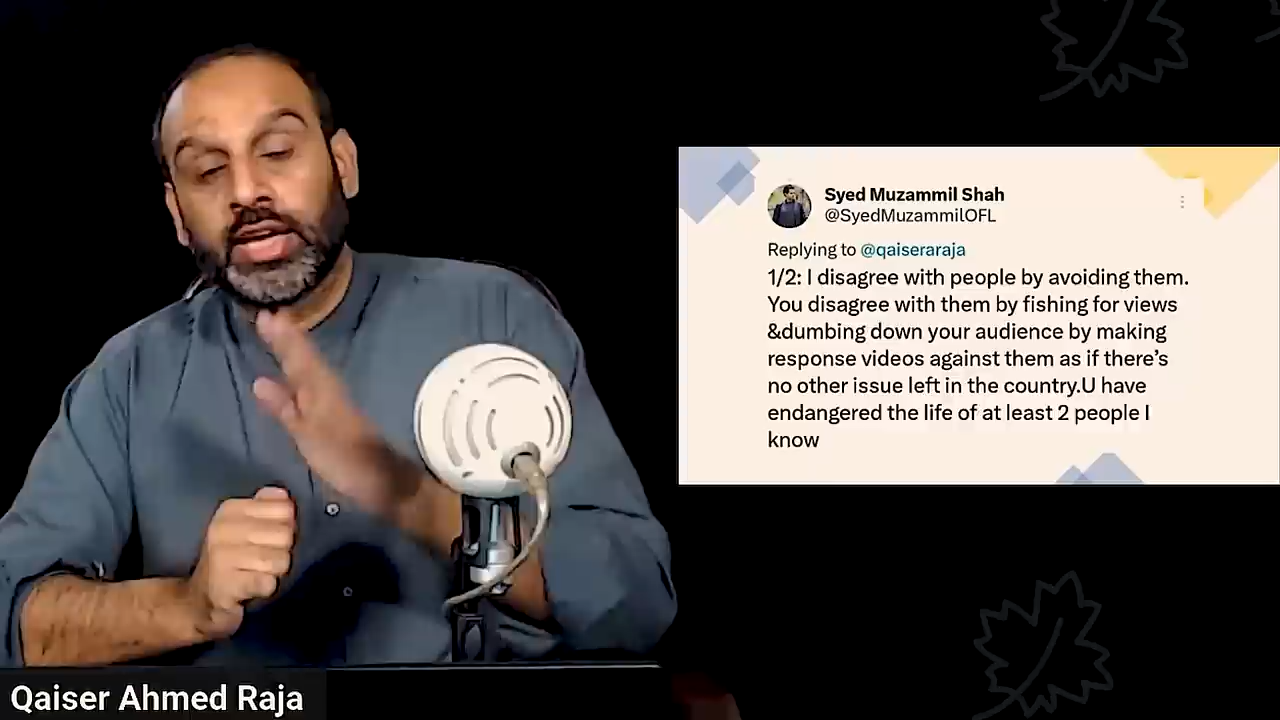 Syed Muzammil Shah
@SyedMuzammilOFL
Replying to @qaiseraraja
1/2: I disagree with people by avoiding them.
You disagree with them by fishing for views
&dumbing down your audience by making
response videos against them as if there's
no other issue left in the country.U have
endangered the life of at least 2 people I
know
Qaiser Ahmed Raja